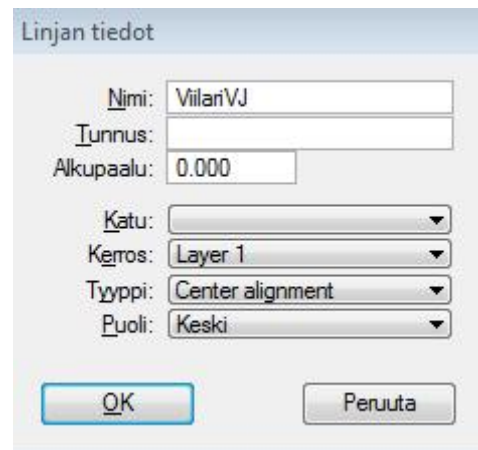 Linjan tiedot
Nimi: ViilariVJ
Tunnus:
Alkupaalu: 0.000
Katu:
Kerros: Layer 1
Tyyppi: Center alignment
Puoli: Keski
OK Peruuta